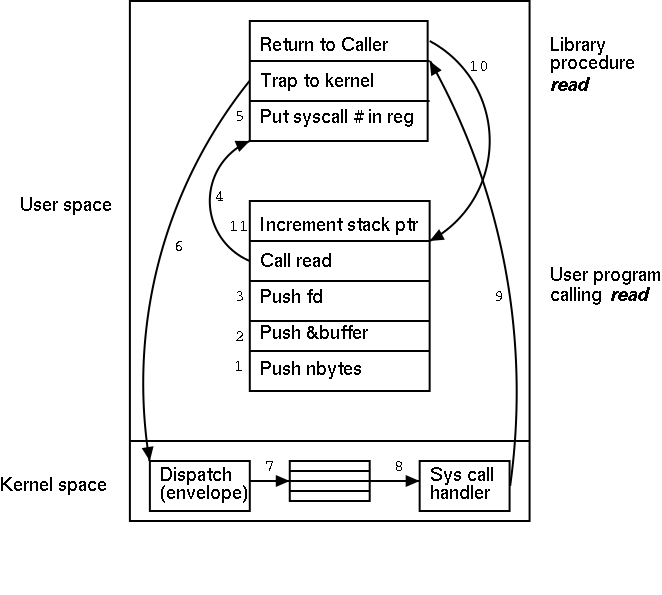 Return to Caller
10
Library
procedure
read
Trap to kernel
5
Put syscall # in reg
User space
4
6
11
Increment stack ptr
Call read
3
Push fd
User program
calling read
9
2
Push &buffer
1
Push nbytes
Kernel space
Dispatch
(envelope)
7
8
Sys call
handler